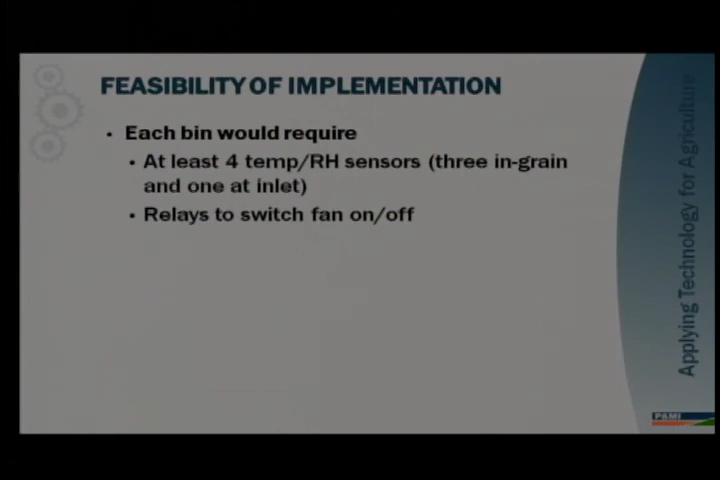 FEASIBILITY OF IMPLEMENTATION
• Each bin would require
• At least 4 temp/RH sensors (three in-grain
and one at inlet)
• Relays to switch fan on/off
Applying Technology for Agriculture
PAMI